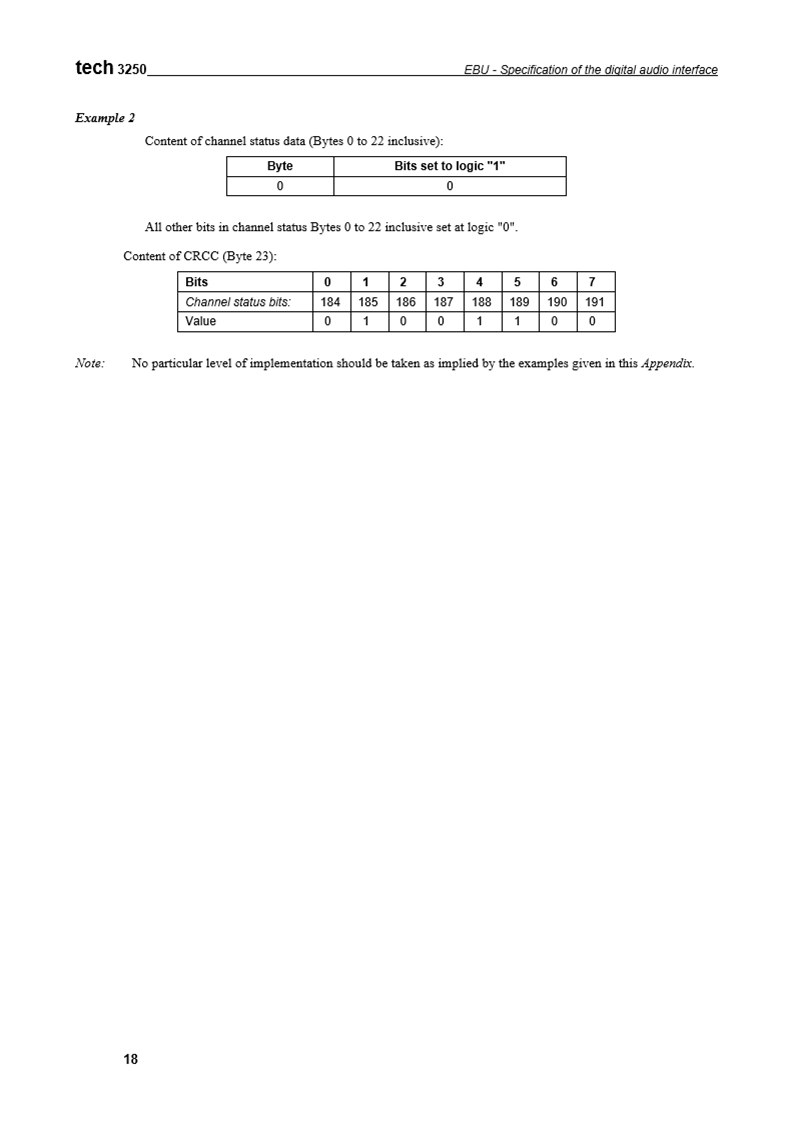 tech 3250 EBU - Specification of the digital audio interface
Example 2
Content of channel status data (Bytes 0 to 22 inclusive):
Byte Bits set to logic "1"
0 0
All other bits in channel status Bytes 0 to 22 inclusive set at logic "0".
Content of CRCC (Byte 23):
Bits 0 1 2 3 4 5 6 7
Channel status bits: 184 185 186 187 188 189 190 191
Value 0 1 0 0 1 1 0 0
Note: No particular level of implementation should be taken as implied by the examples given in this Appendix.
18